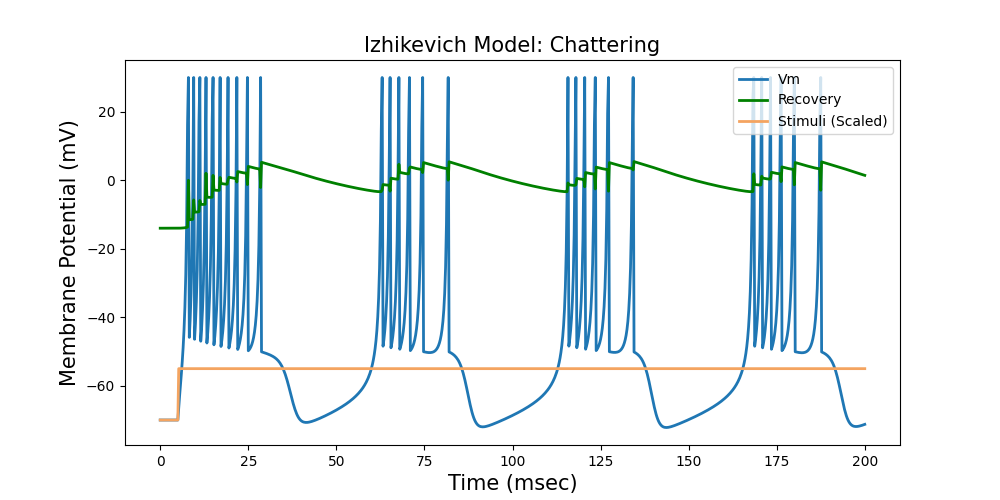 Izhikevich Model: Chattering
Vm
Recovery
Stimuli (Scaled)
Membrane Potential (mV)
20
0
−20
−40
−60
0
25
50
75
100
125
150
175
200
Time (msec)